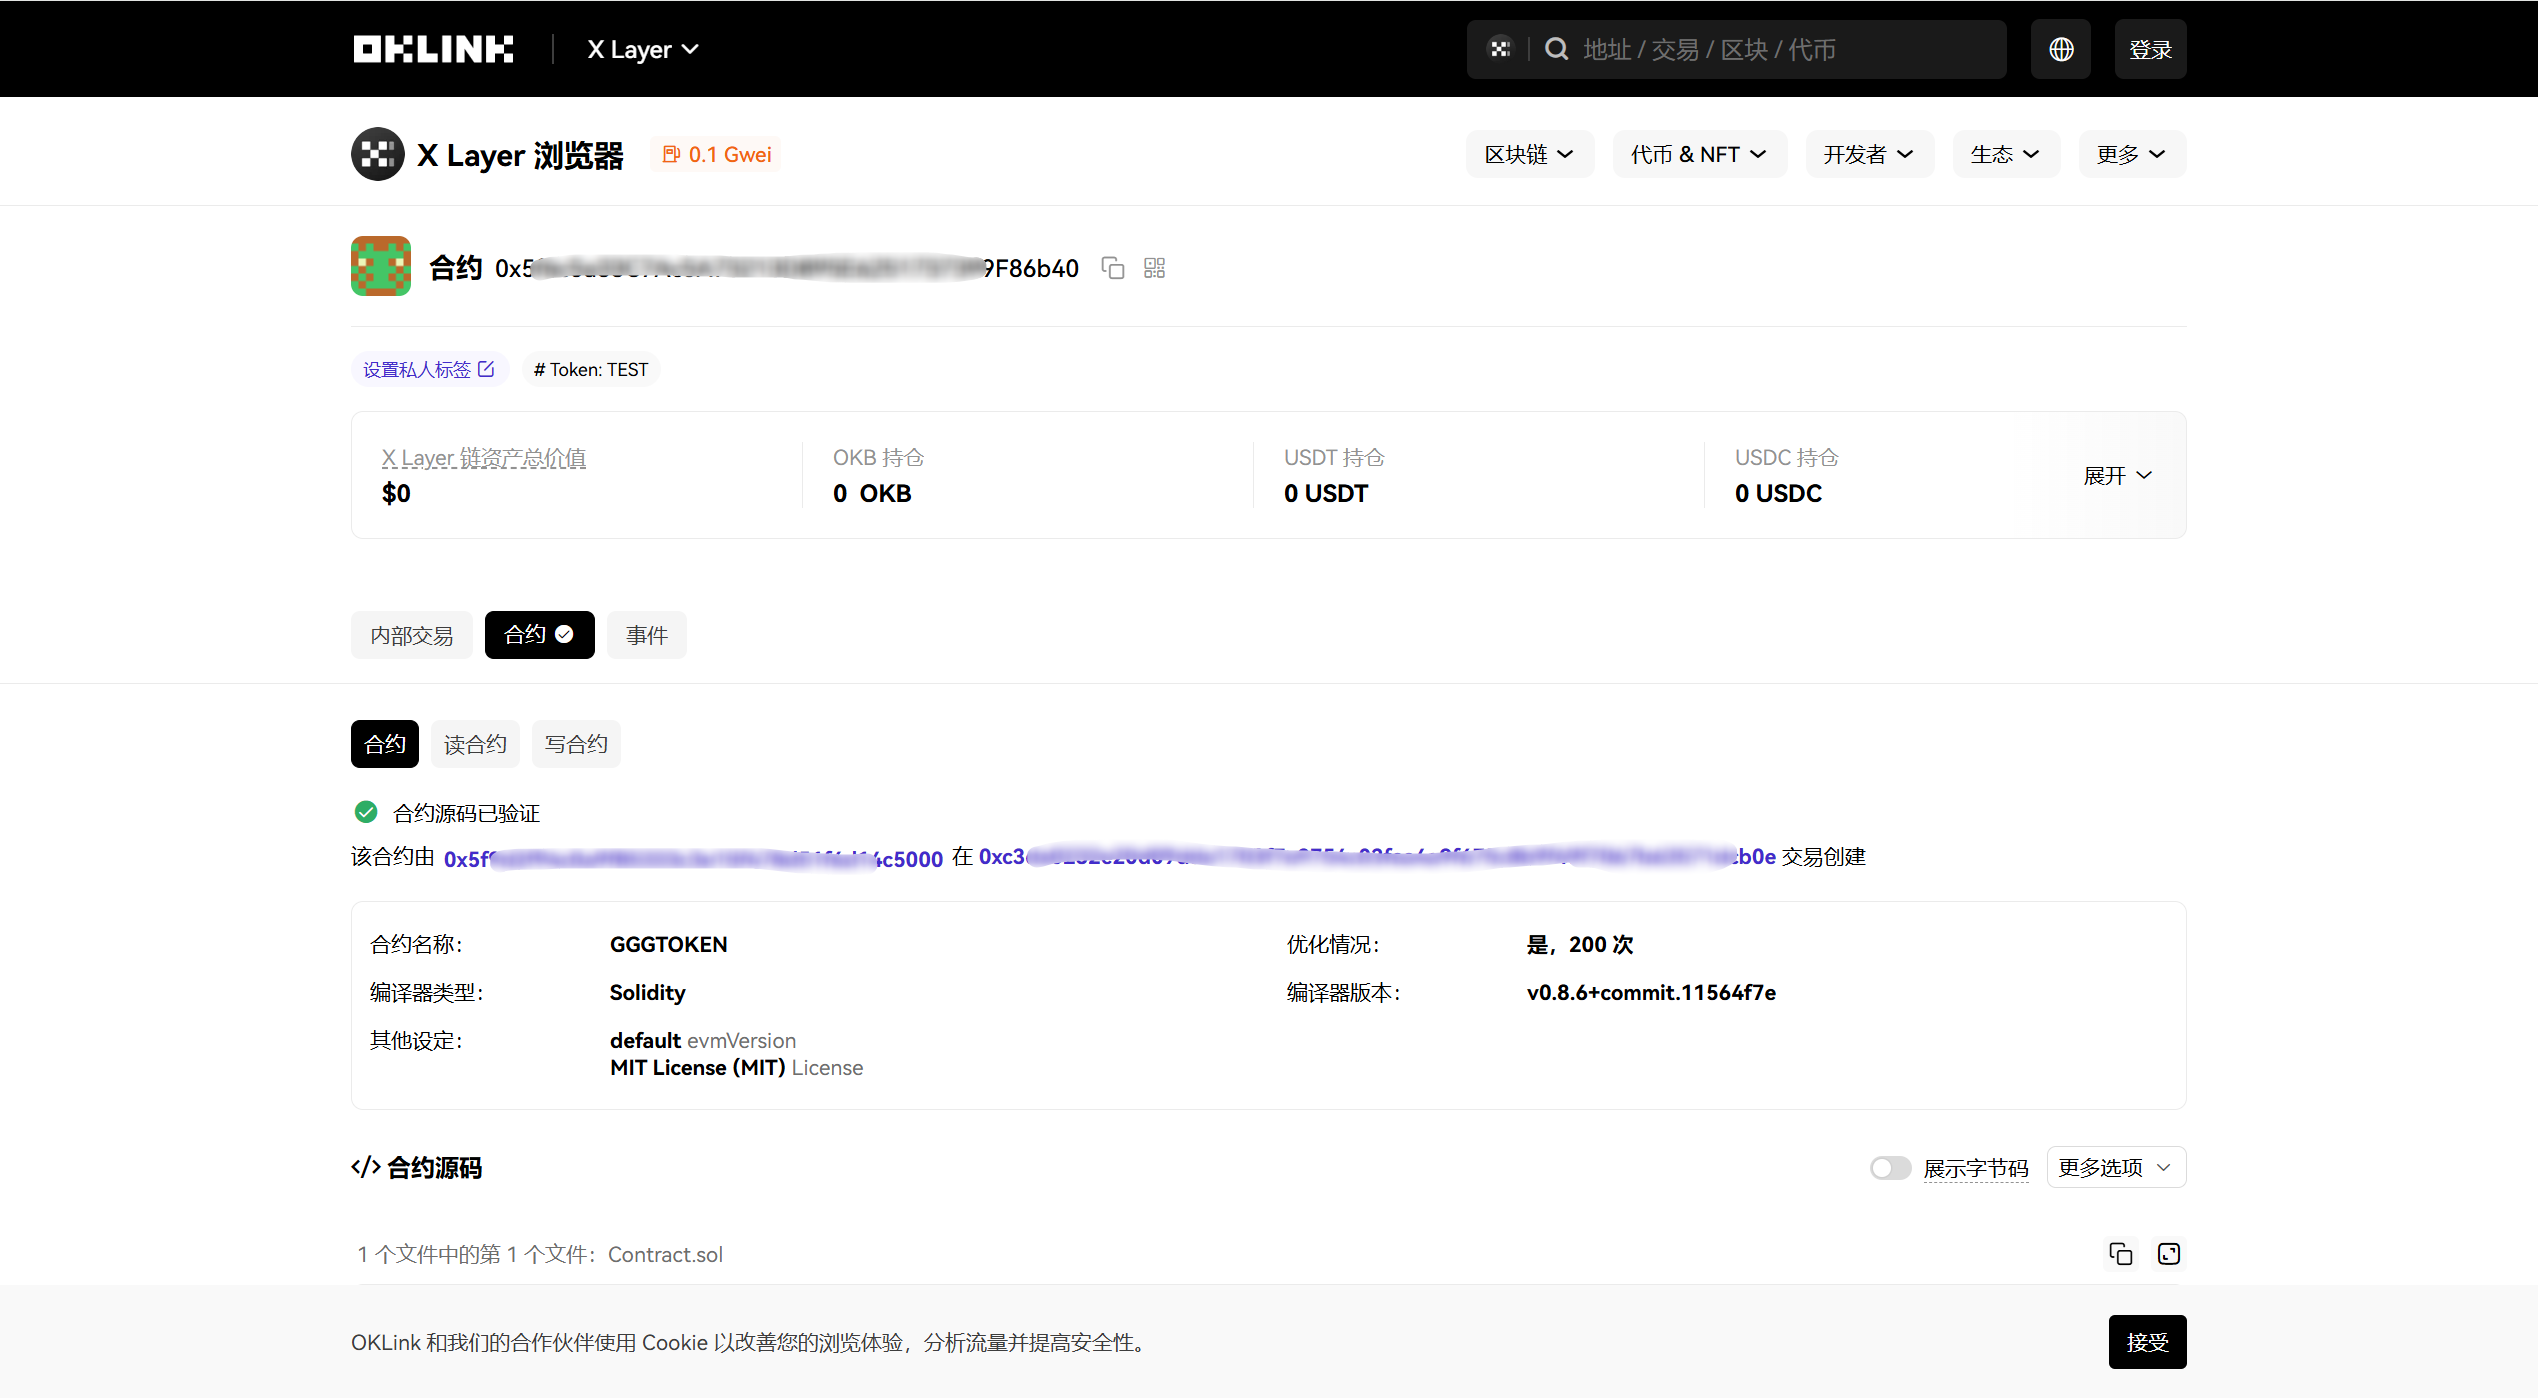 OKLINK X Layer 地址 / 交易 / 区块 / 代币 登录
X Layer 浏览器 0.1 Gwei 区块链 代币 & NFT 开发者 生态 更多
合约 0x5 9F86b40
设置私人标签 # Token: TEST
X Layer 链资产总价值 OKB 持仓 USDT 持仓 USDC 持仓
$0 0 OKB 0 USDT 0 USDC 展开
内部交易 合约 事件
合约 读合约 写合约
合约源码已验证
该合约由 0x5f 4c5000 在 0xc3 cb0e 交易创建
合约名称: GGGTOKEN 优化情况: 是，200 次
编译器类型: Solidity 编译器版本: v0.8.6+commit.11564f7e
其他设定: default evmVersion
MIT License (MIT) License
</> 合约源码 展示字节码 更多选项
1 个文件中的第 1 个文件: Contract.sol
OKLink 和我们的合作伙伴使用 Cookie 以改善您的浏览体验，分析流量并提高安全性。 接受